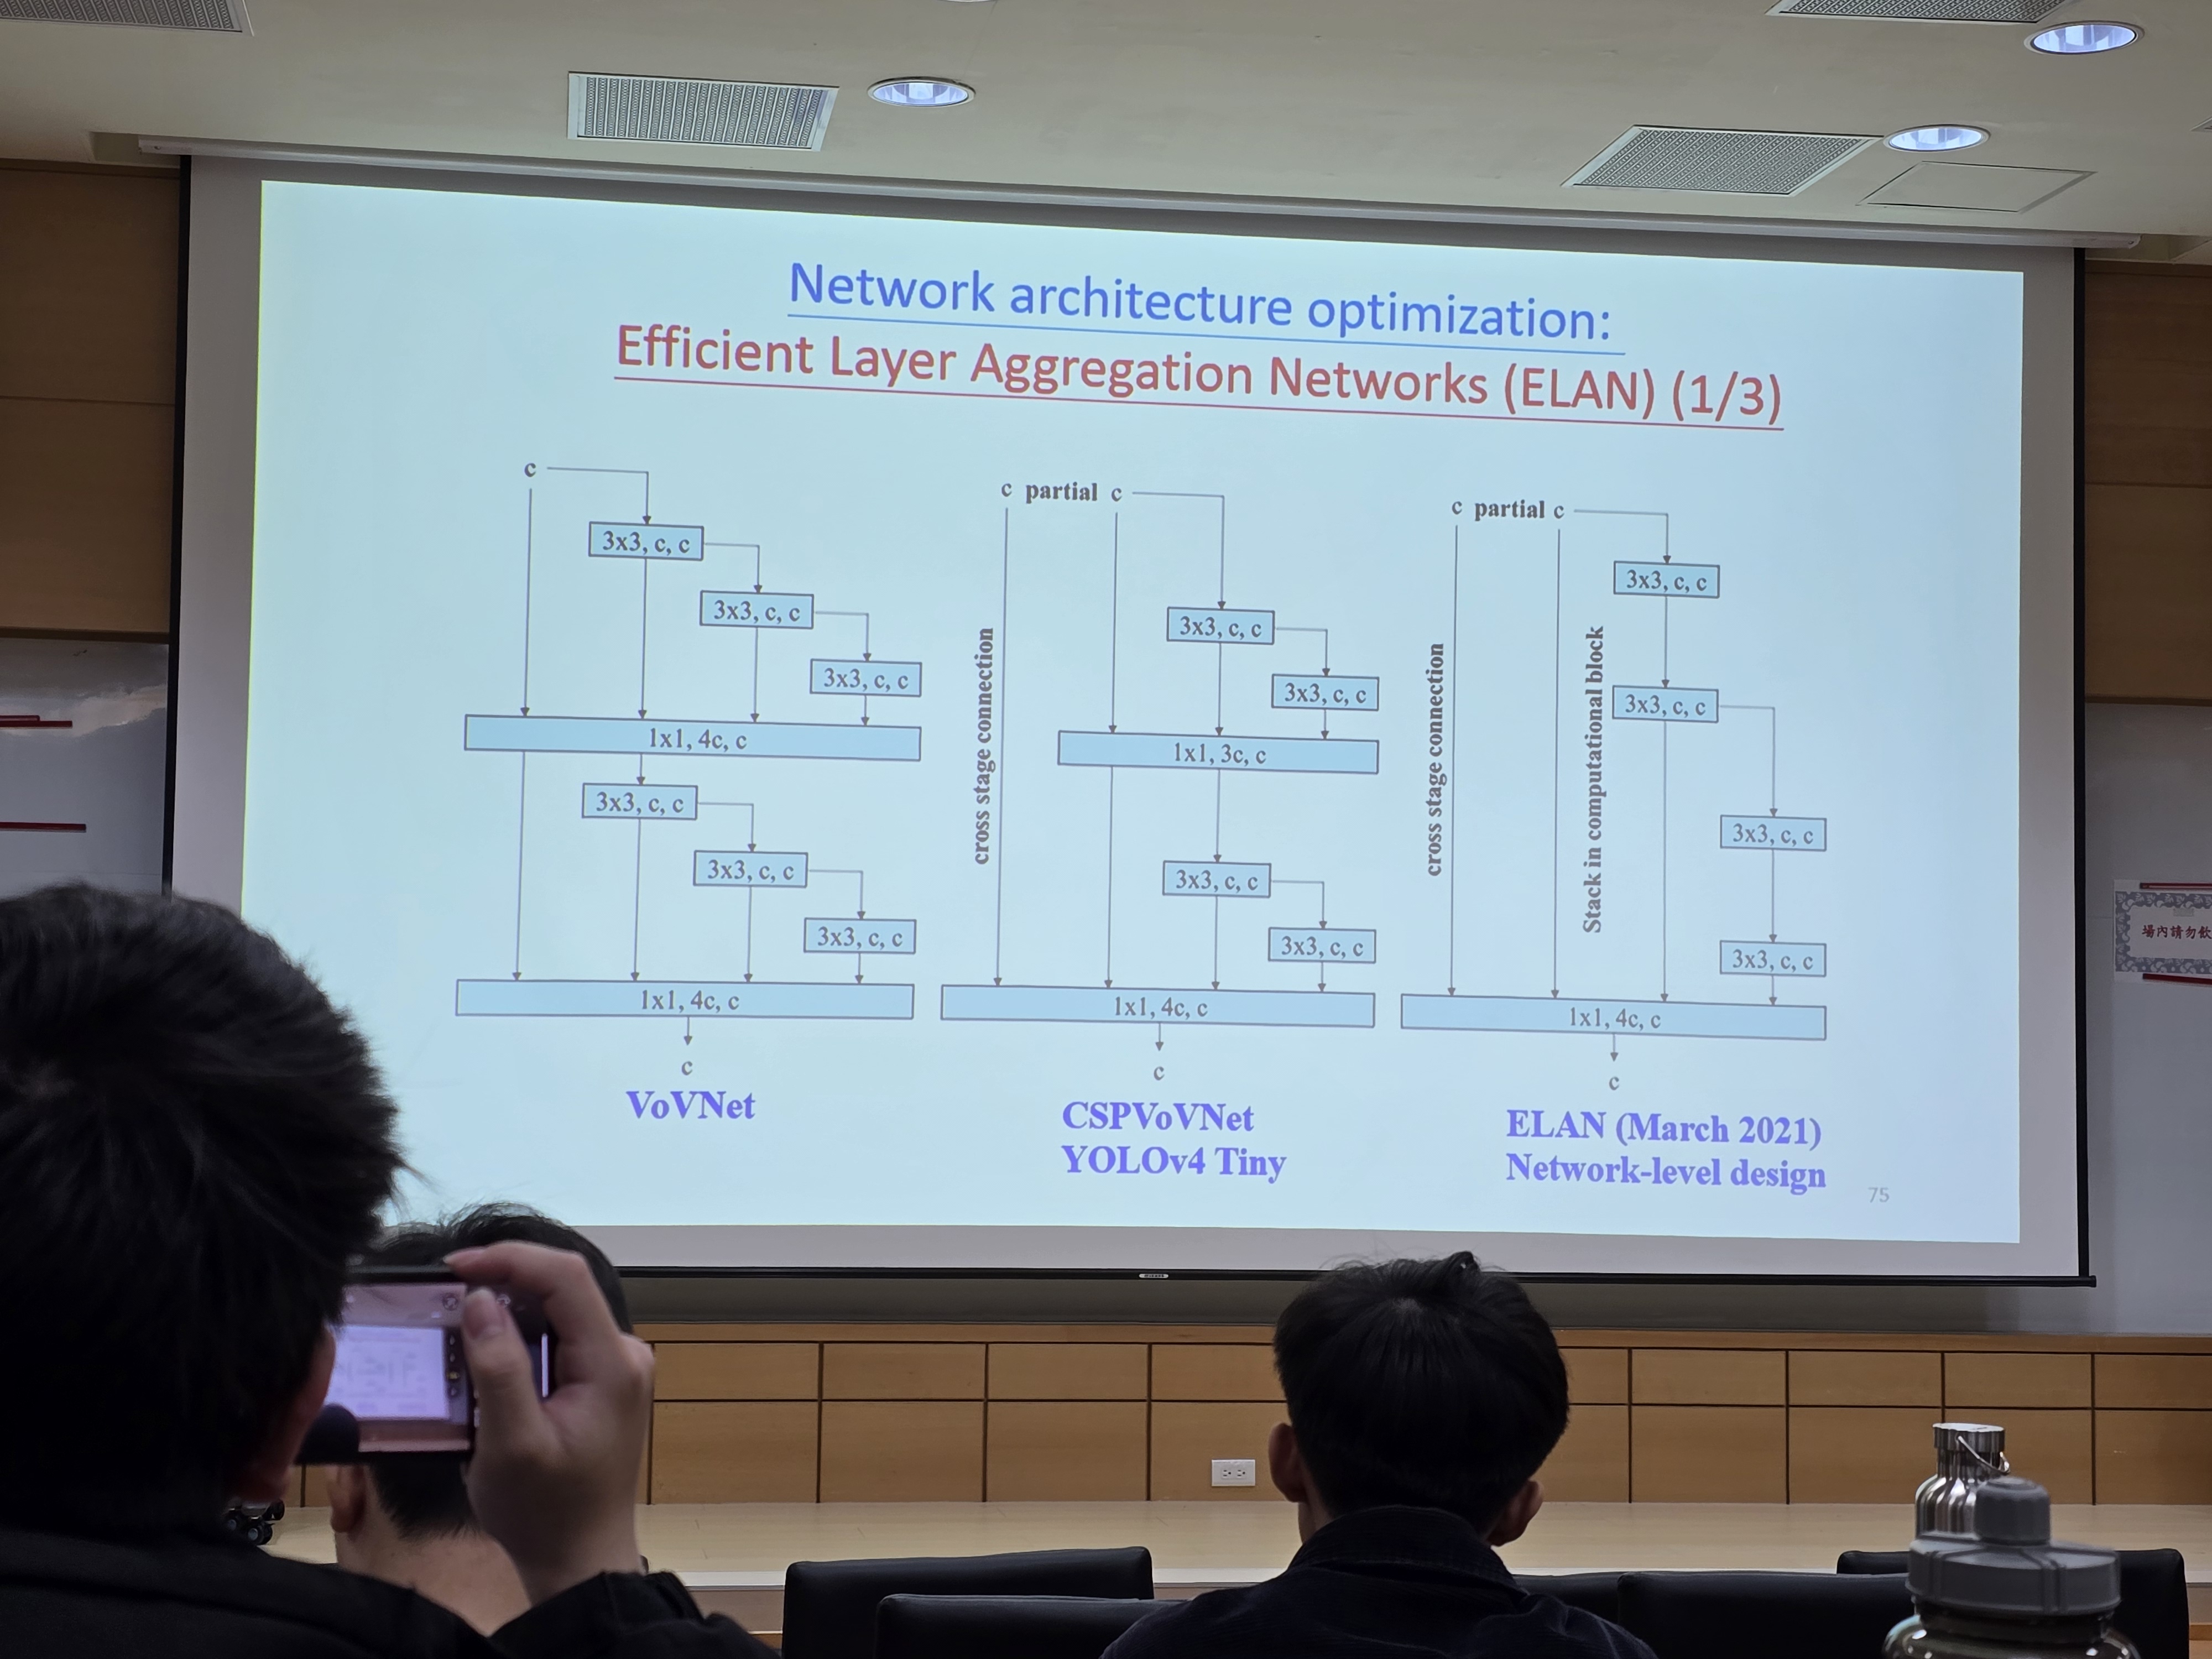 Network architecture optimization:
Efficient Layer Aggregation Networks (ELAN) (1/3)
c
3x3, c, c
3x3, c, c
3x3, c, c
1x1, 4c, c
3x3, c, c
3x3, c, c
3x3, c, c
1x1, 4c, c
c
VoVNet
c partial c
cross stage connection
3x3, c, c
3x3, c, c
1x1, 3c, c
3x3, c, c
3x3, c, c
1x1, 4c, c
c
CSPVoVNet
YOLOv4 Tiny
c partial c
cross stage connection
Stack in computational block
3x3, c, c
3x3, c, c
3x3, c, c
3x3, c, c
1x1, 4c, c
c
ELAN (March 2021)
Network-level design
75
場內請勿飲